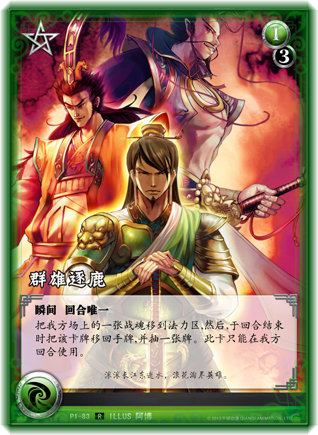 1
3
群雄逐鹿
瞬间 回合唯一
把我方场上的一张战魂移到法力区,然后,于回合结束
时把该卡牌移回手牌,并抽一张牌。此卡只能在我方
回合使用。
滚滚长江东逝水，浪花淘尽英雄。
P1-83 R ILLUS 阿博